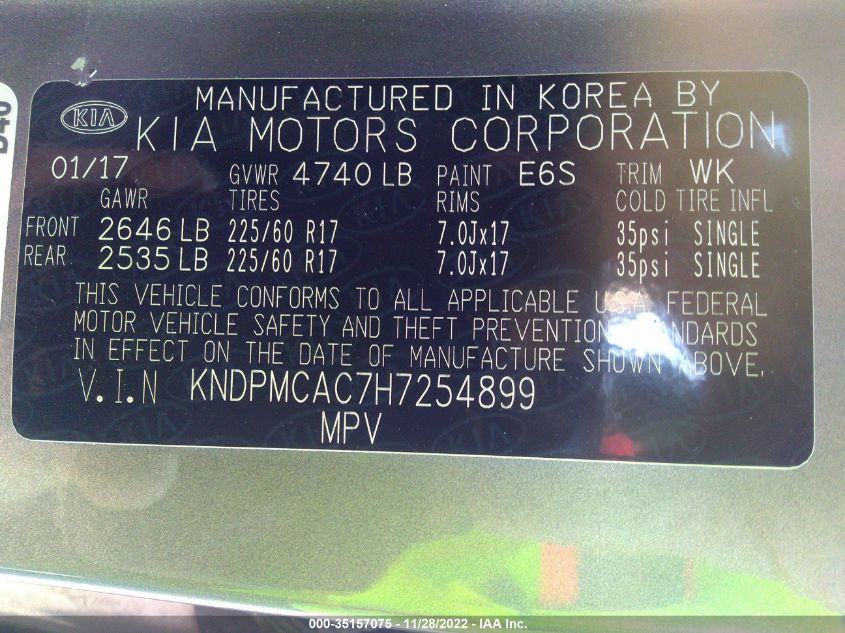 D40
MANUFACTURED IN KOREA BY
KIA KIA MOTORS CORPORATION
01/17 GVWR 4740 LB PAINT E6S TRIM WK
GAWR TIRES RIMS COLD TIRE INFL
FRONT 2646 LB 225/60 R17 7.0Jx17 35psi SINGLE
REAR 2535 LB 225/60 R17 7.0Jx17 35psi SINGLE
THIS VEHICLE CONFORMS TO ALL APPLICABLE U.S.A. FEDERAL
MOTOR VEHICLE SAFETY AND THEFT PREVENTION STANDARDS
IN EFFECT ON THE DATE OF MANUFACTURE SHOWN ABOVE.
V.I.N KNDPMCAC7H7254899
MPV
000-35157075 - 11/28/2022 - IAA Inc.